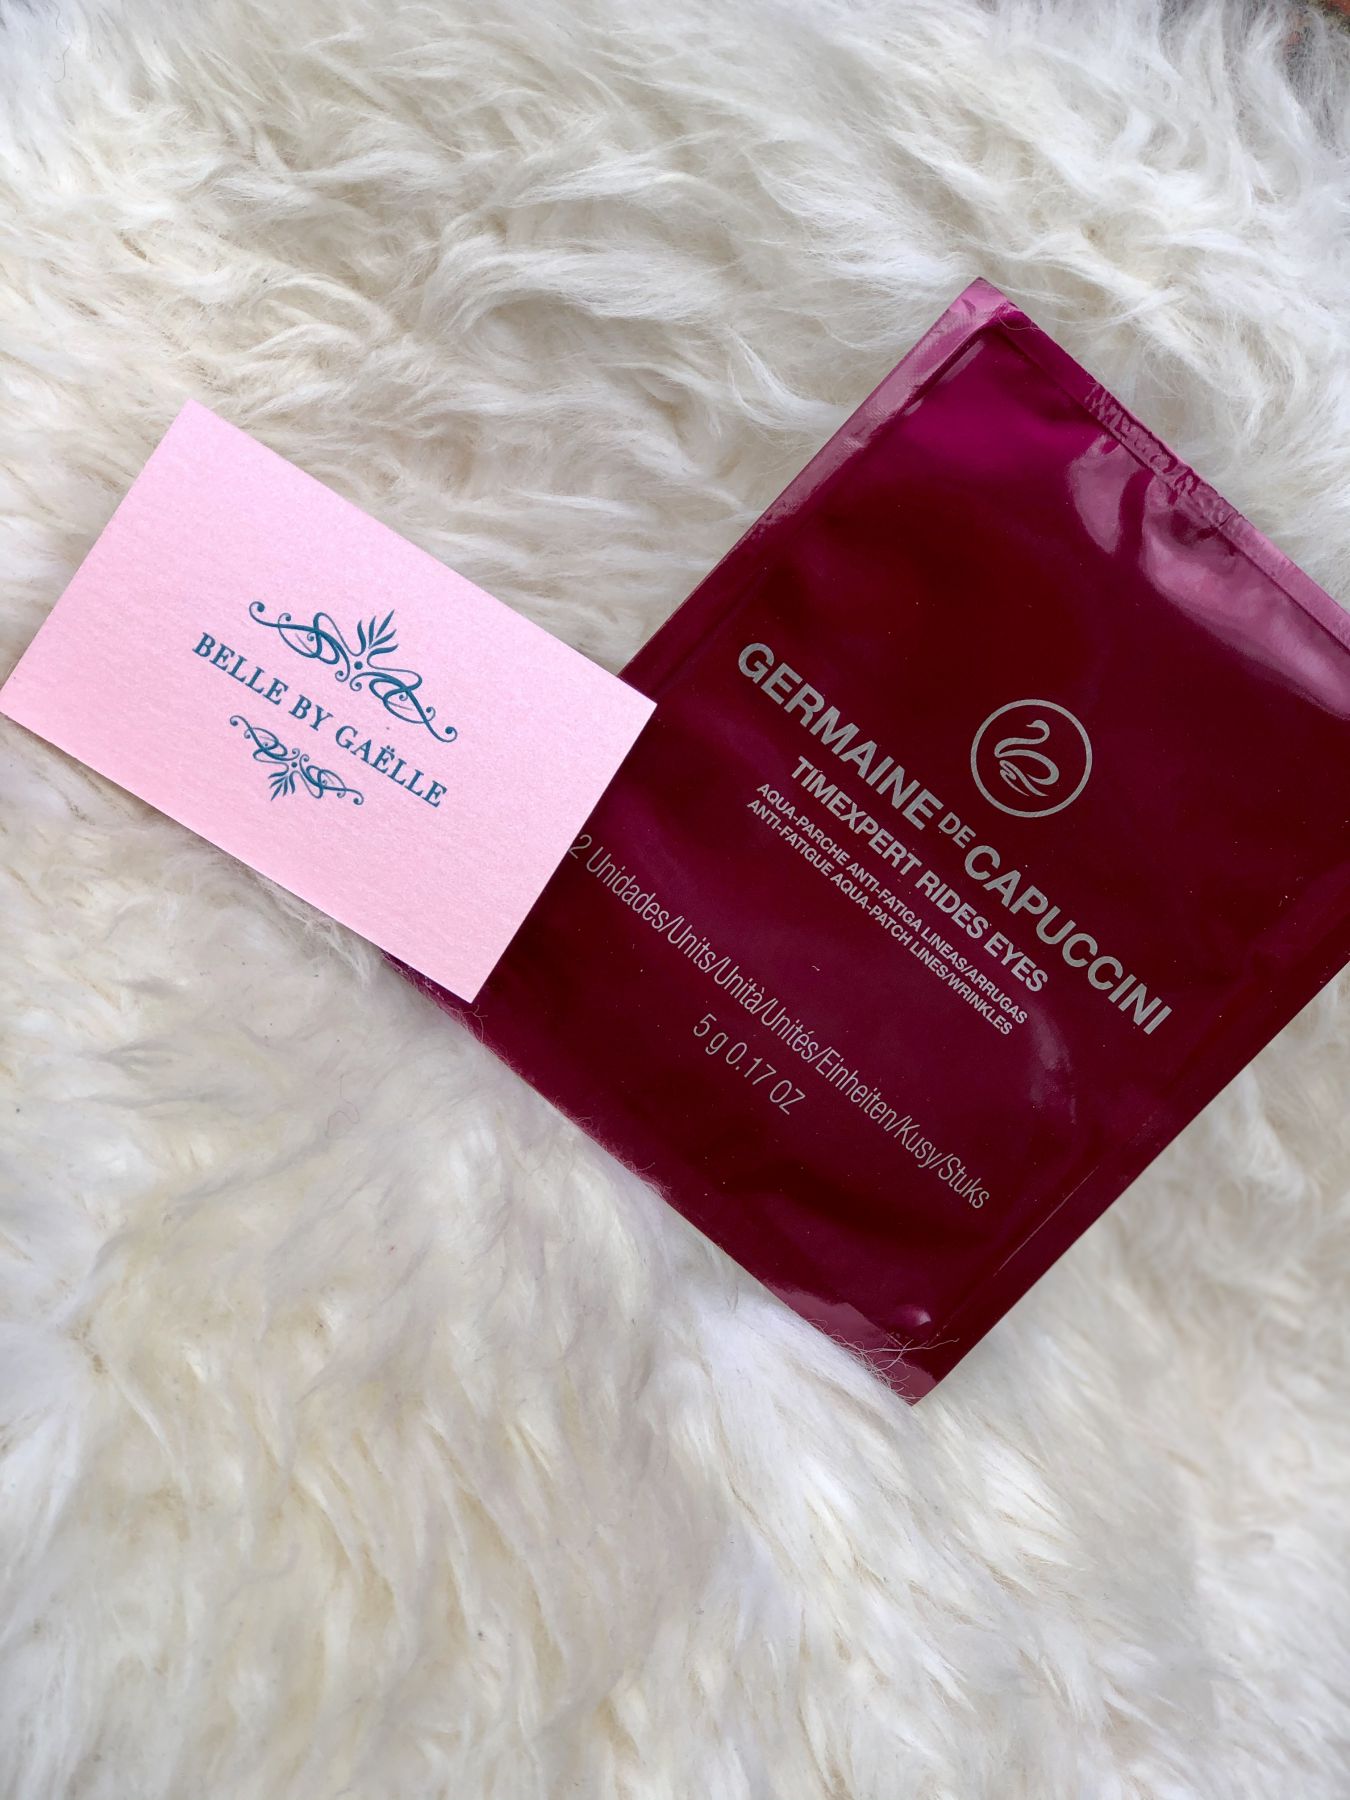 BELLE BY GAËLLE
GERMAINE DE CAPUCCINI
TIMEXPERT RIDES EYES
AQUA-PARCHE ANTI-FATIGA LINEAS/ARRUGAS
ANTI-FATIGUE AQUA-PATCH LINES/WRINKLES
2 Unidades/Units/Unità/Unités/Einheiten/Kusy/Stuks
5 g 0.17 OZ